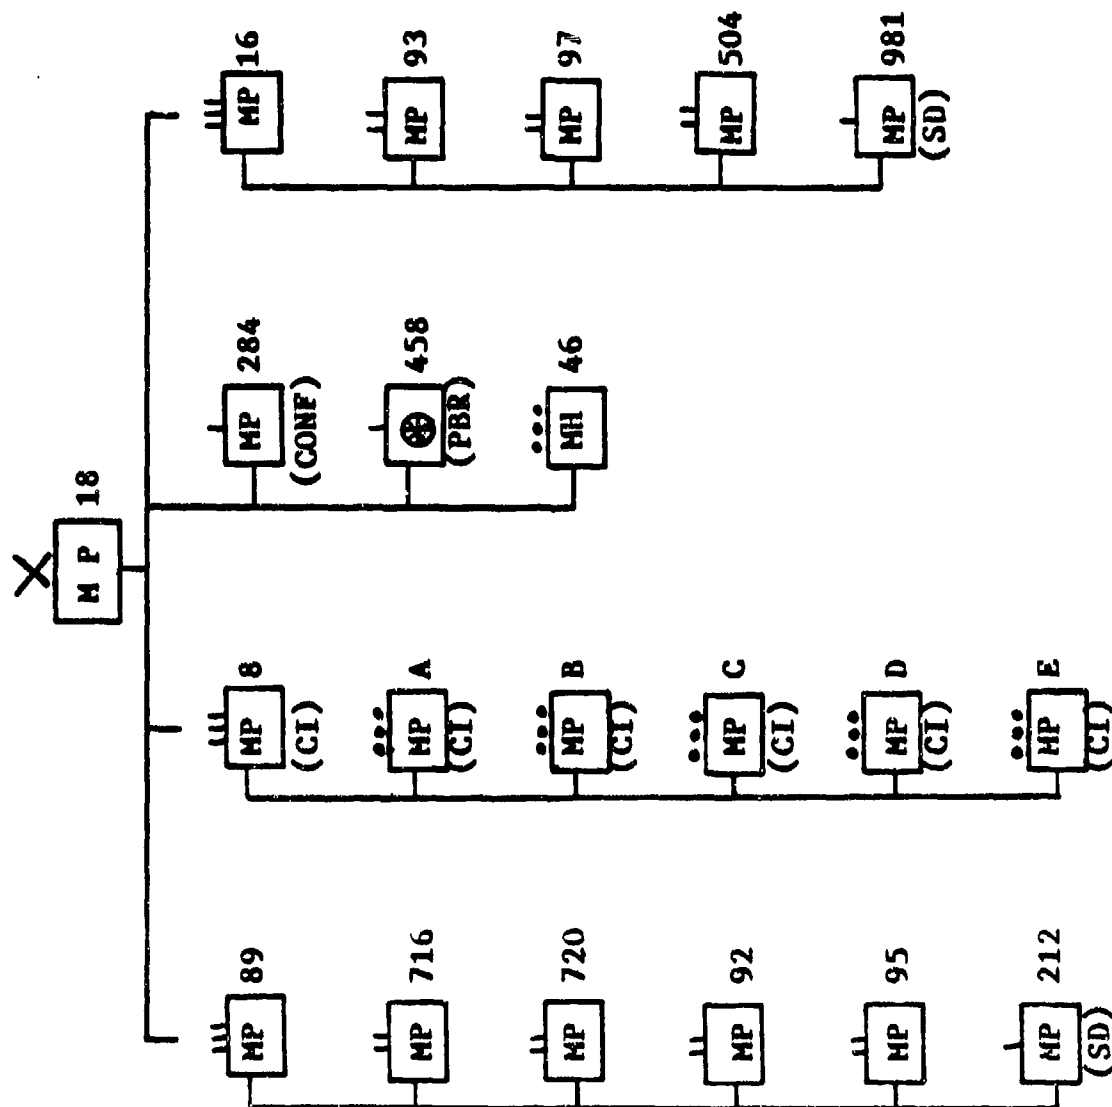 X
M P 18
MP 89
MP 716
MP 720
MP 92
MP 95
MP 212
(SD)
MP 8
(CI)
MP A
(CI)
MP B
(CI)
MP C
(CI)
MP D
(CI)
MP E
(CI)
MP 284
(CONF)
458
(PBR)
MH 46
MP 16
MP 93
MP 97
MP 504
MP 981
(SD)